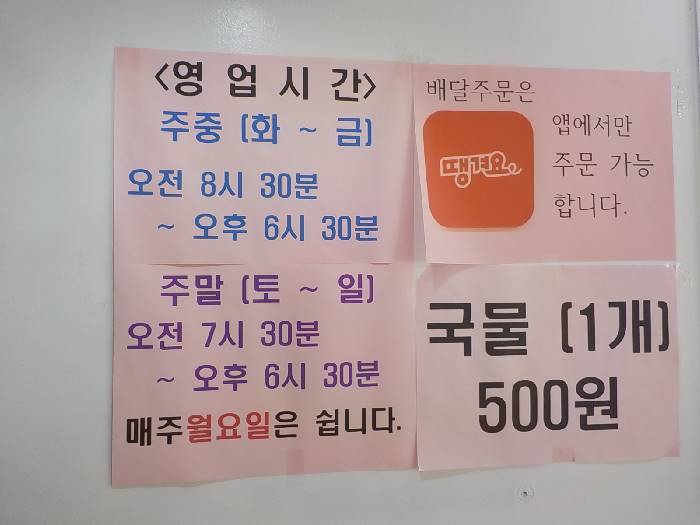 <영업시간>
주중 (화 ~ 금)
오전 8시 30분
~ 오후 6시 30분
주말 (토 ~ 일)
오전 7시 30분
~ 오후 6시 30분
매주월요일은 쉽니다.
배달주문은
땡겨요
앱에서만
주문 가능
합니다.
국물 (1개)
500원